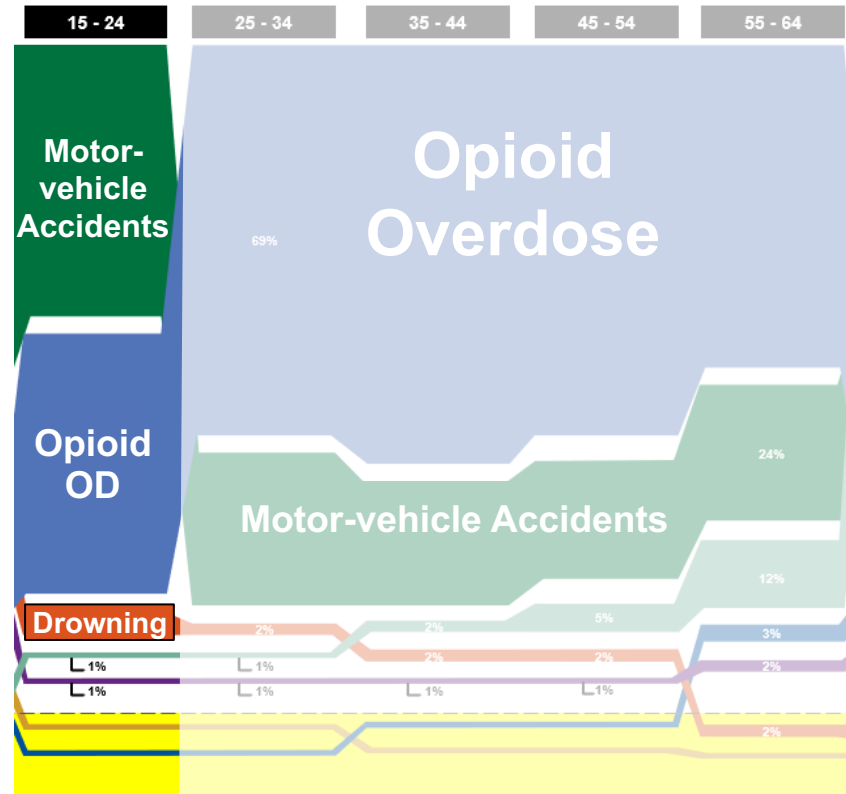 15 - 24
25 - 34
35 - 44
45 - 54
55 - 64
Motor-
vehicle
Accidents
Opioid
Overdose
69%
Opioid
OD
24%
Motor-vehicle Accidents
12%
Drowning
2%
2%
5%
3%
1%
1%
2%
2%
2%
1%
1%
1%
1%
2%